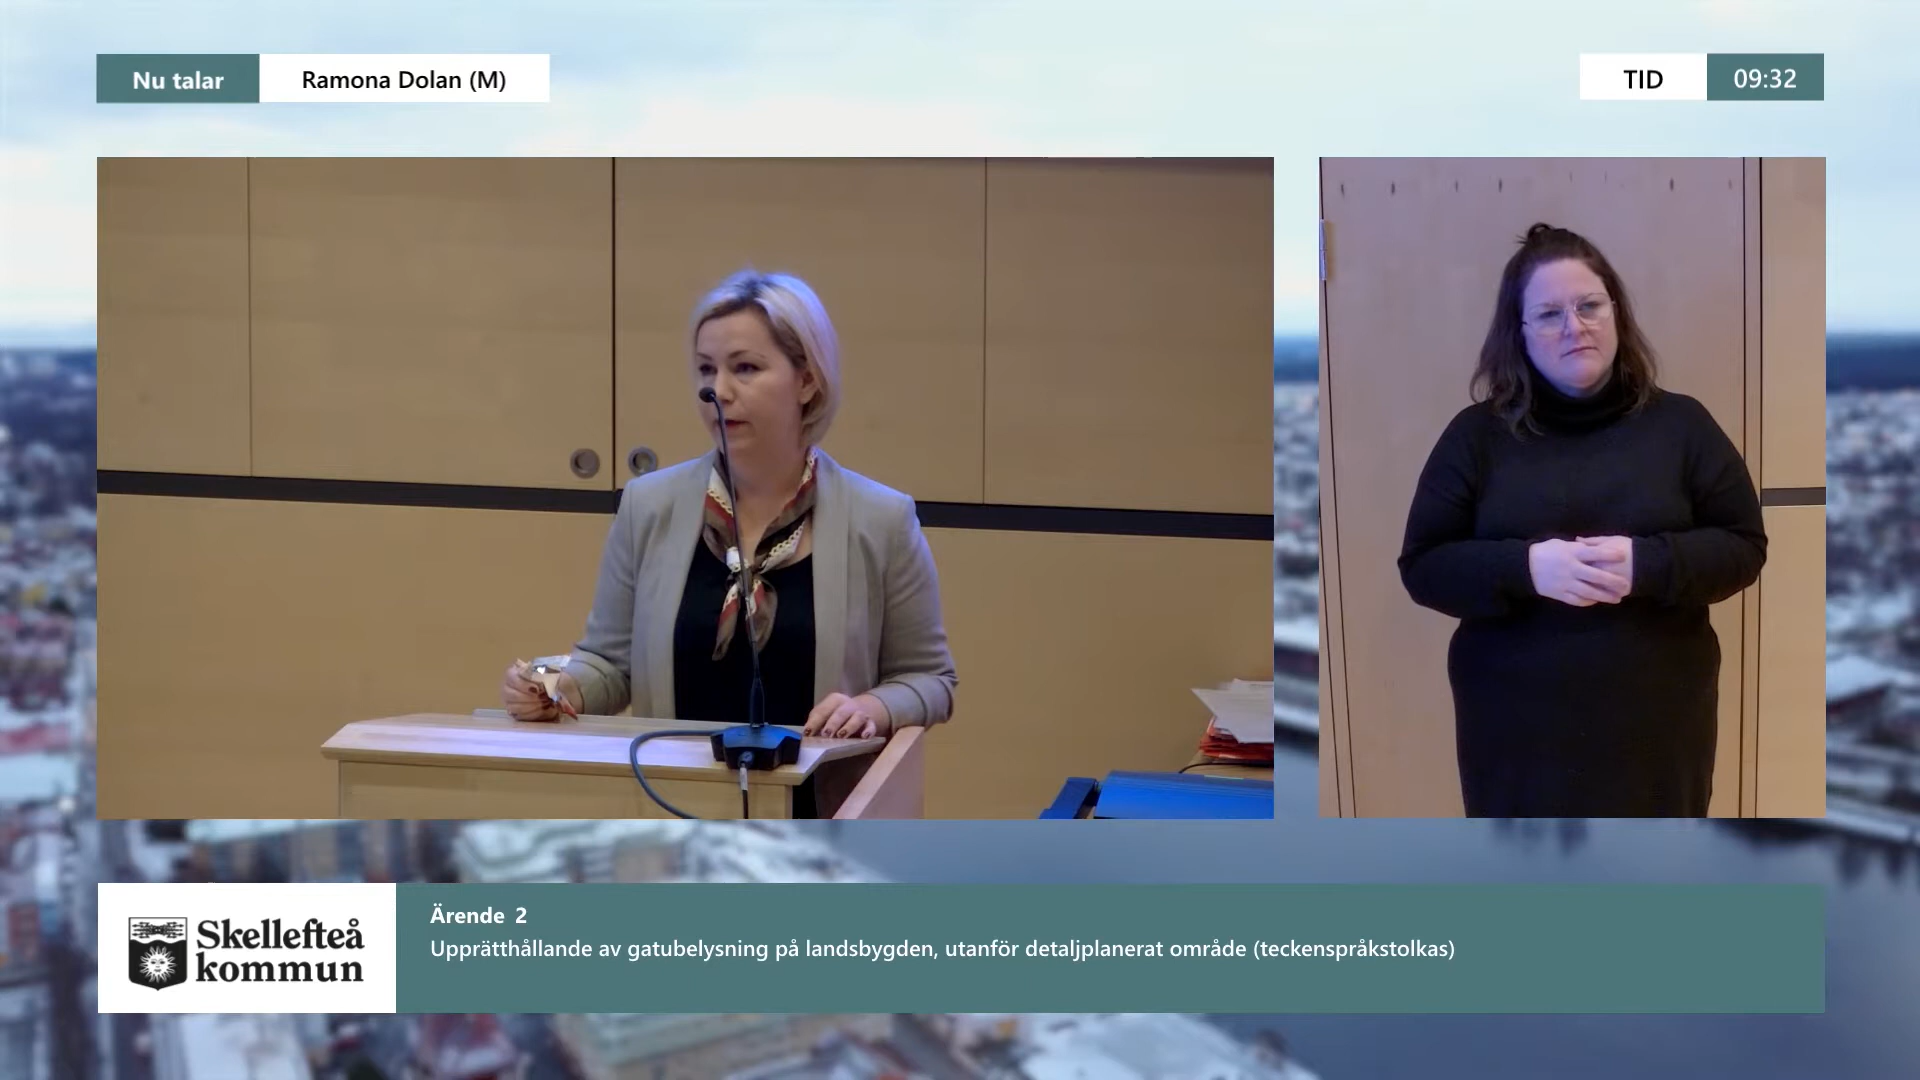 Nu talar
Ramona Dolan (M)
TID
09:32
Skellefteå
kommun
Ärende 2
Upprätthållande av gatubelysning på landsbygden, utanför detaljplanerat område (teckenspråkstolkas)